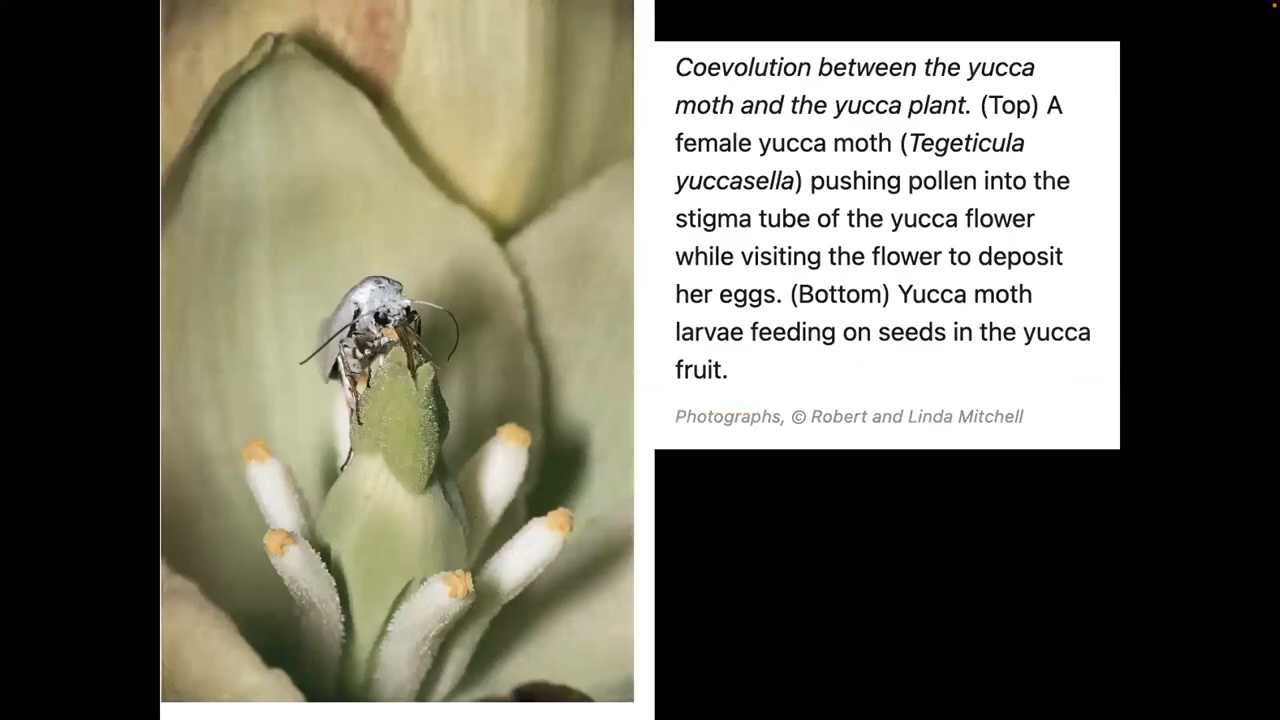 Coevolution between the yucca
moth and the yucca plant. (Top) A
female yucca moth (Tegeticula
yuccasella) pushing pollen into the
stigma tube of the yucca flower
while visiting the flower to deposit
her eggs. (Bottom) Yucca moth
larvae feeding on seeds in the yucca
fruit.
Photographs, © Robert and Linda Mitchell